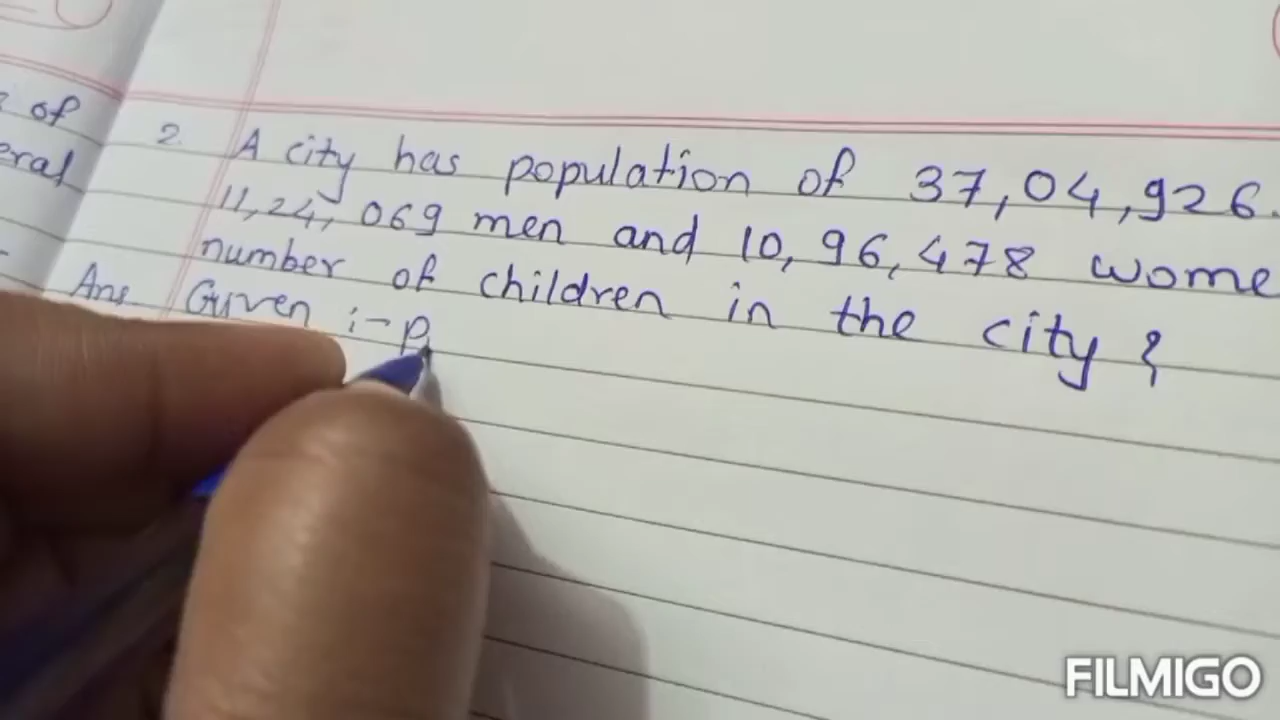 of
eral
2. A city has population of 37,04,926.
11,24,069 men and 10,96,478 wome
number of children in the city ?
Ans Given :- P
FILMIGO